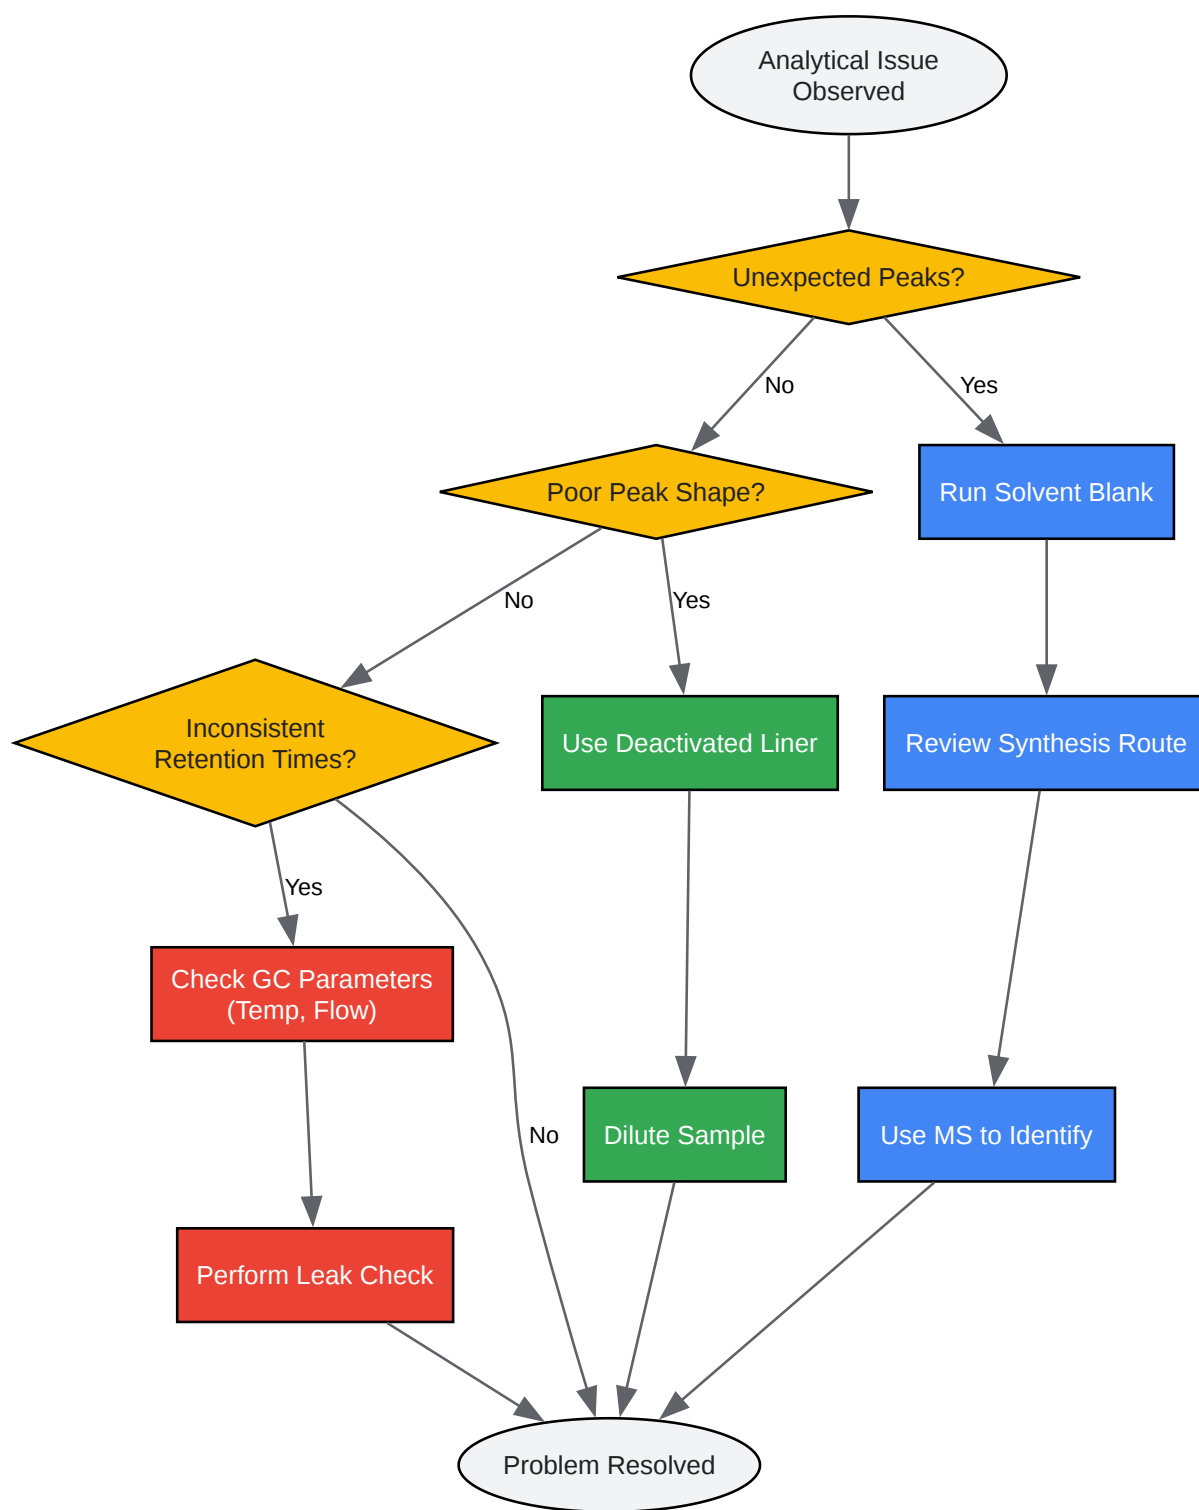 Analytical Issue
Observed
Unexpected Peaks?
No
Yes
Poor Peak Shape?
Run Solvent Blank
No
Yes
Inconsistent
Retention Times?
Use Deactivated Liner
Review Synthesis Route
Yes
Check GC Parameters
(Temp, Flow)
No
Dilute Sample
Use MS to Identify
Perform Leak Check
Problem Resolved